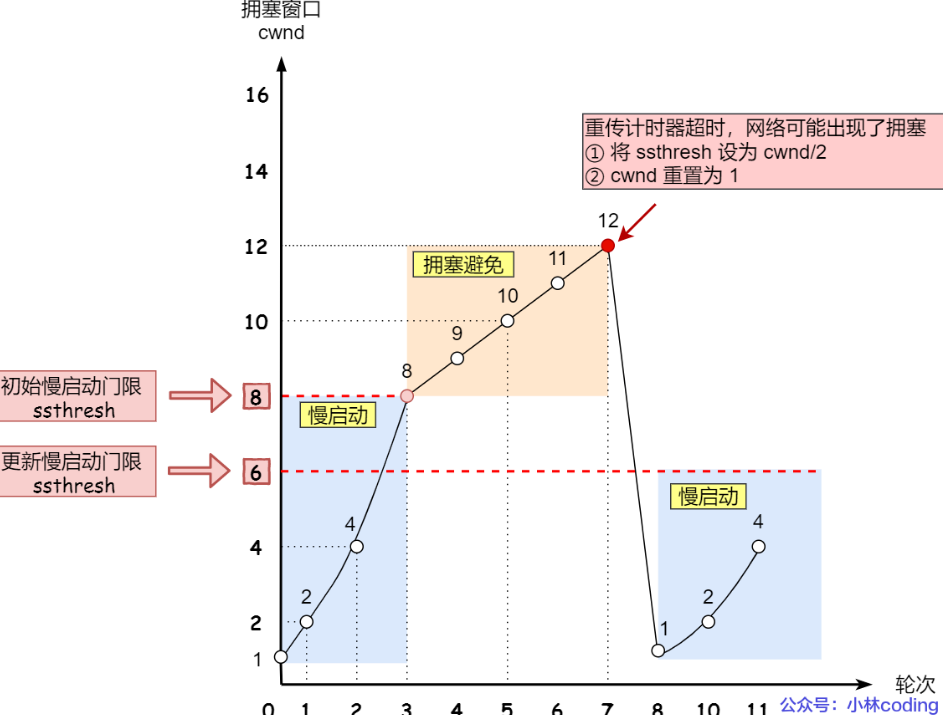 拥塞窗口
cwnd
16
14
12
10
8
6
4
2
1
重传计时器超时，网络可能出现了拥塞
① 将 ssthresh 设为 cwnd/2
② cwnd 重置为 1
12
11
10
9
8
拥塞避免
初始慢启动门限
ssthresh
慢启动
更新慢启动门限
ssthresh
慢启动
4
2
4
2
1
0 1 2 3 4 5 6 7 8 10 11
轮次
公众号：小林coding